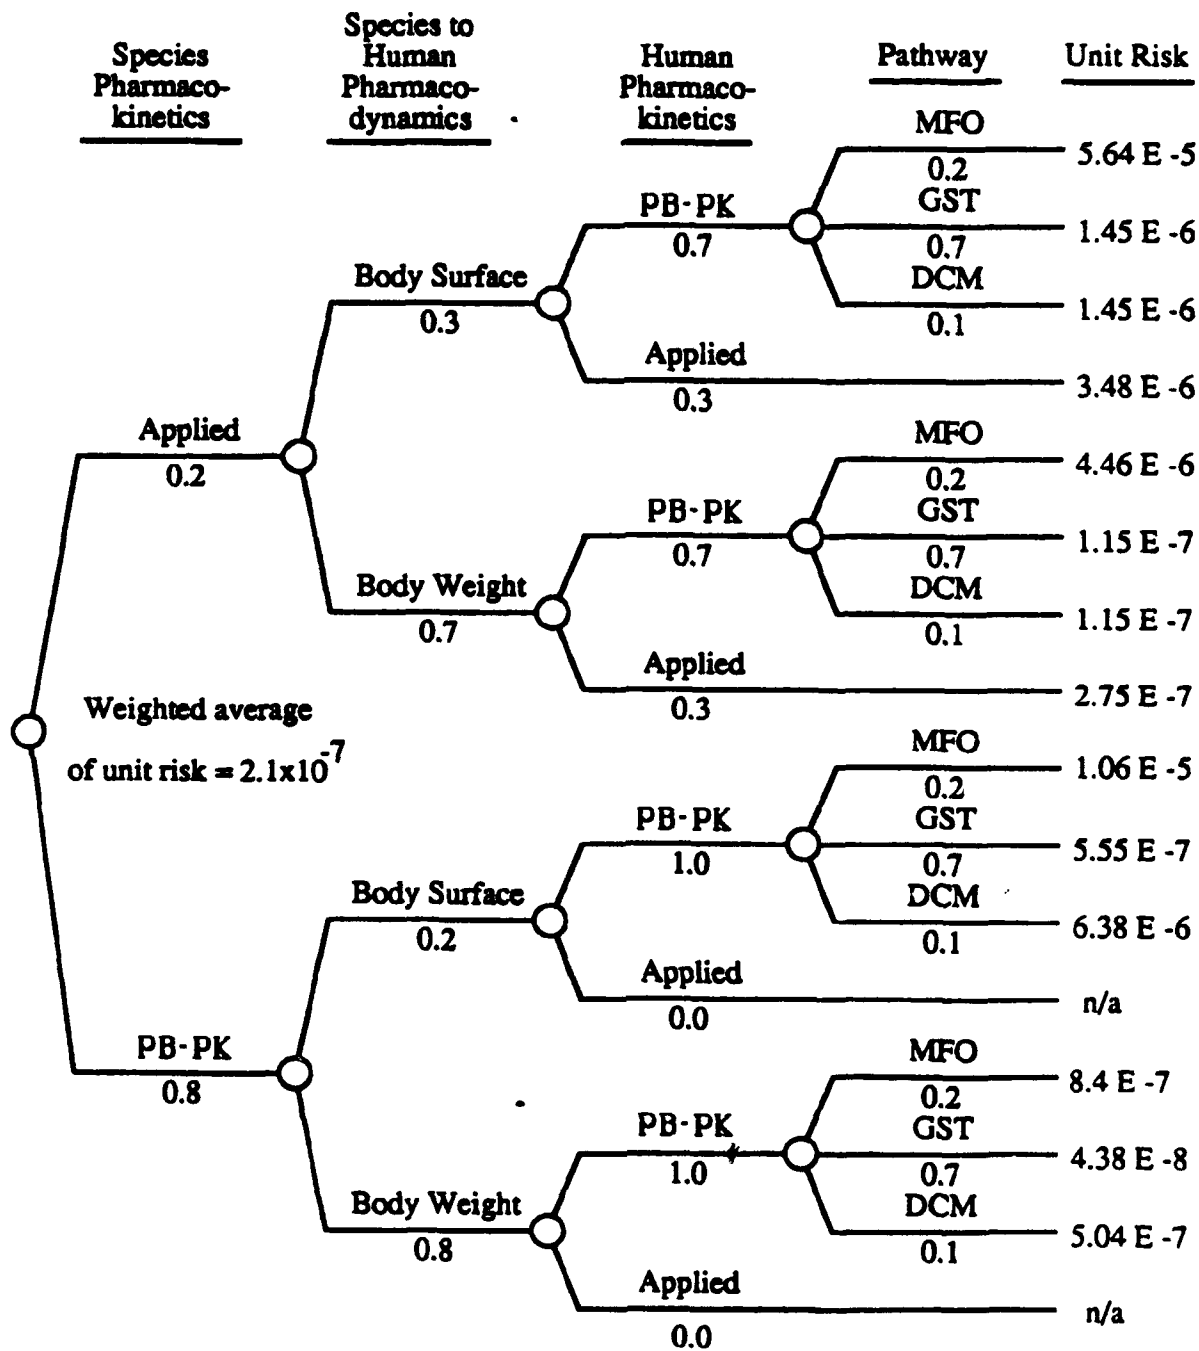 Species
Pharmaco-
kinetics
Species to
Human
Pharmaco-
dynamics
Human
Pharmaco-
kinetics
Pathway
Unit Risk
MFO
0.2
5.64 E -5
PB-PK
0.7
GST
0.7
1.45 E -6
DCM
0.1
1.45 E -6
Body Surface
0.3
Applied
0.3
3.48 E -6
Applied
0.2
MFO
0.2
4.46 E -6
PB-PK
0.7
GST
0.7
1.15 E -7
DCM
0.1
1.15 E -7
Body Weight
0.7
Applied
0.3
2.75 E -7
Weighted average
of unit risk = 2.1x10-7
MFO
0.2
1.06 E -5
PB-PK
1.0
GST
0.7
5.55 E -7
DCM
0.1
6.38 E -6
Body Surface
0.2
Applied
0.0
n/a
PB-PK
0.8
MFO
0.2
8.4 E -7
PB-PK
1.0
GST
0.7
4.38 E -8
DCM
0.1
5.04 E -7
Body Weight
0.8
Applied
0.0
n/a